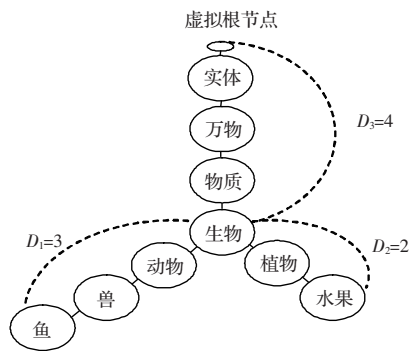 虚拟根节点
实体
万物
D₃=4
物质
生物
D₁=3
D₂=2
动物
植物
兽
水果
鱼